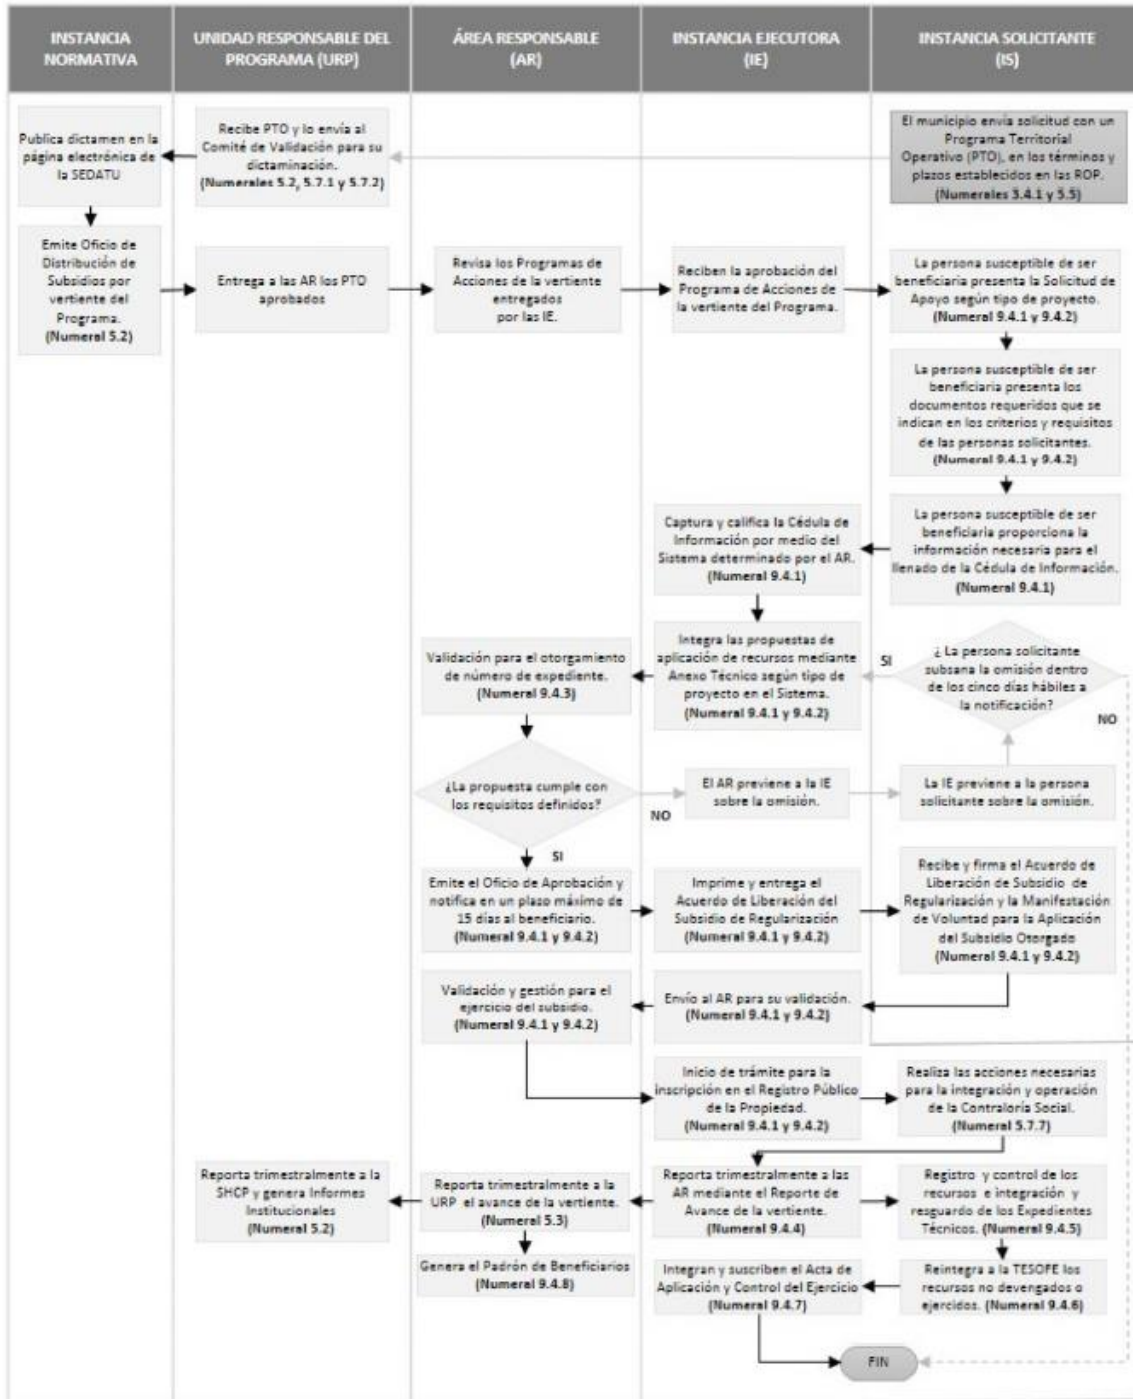 INSTANCIA
NORMATIVA
UNIDAD RESPONSABLE DEL
PROGRAMA (URP)
ÁREA RESPONSABLE
(AR)
INSTANCIA EJECUTORA
(IE)
INSTANCIA SOLICITANTE
(IS)
Publica dictamen en la
página electrónica de
la SEDATU
Recibe PTO y lo envía al
Comité de Validación para su
dictaminación.
(Numerales 5.2, 5.7.1 y 5.7.2)
El municipio envía solicitud con un
Programa Territorial
Operativo (PTO), en los términos y
plazos establecidos en las ROP.
(Numerales 3.4.1 y 5.5)
Emite Oficio de
Distribución de
Subsidios por
vertiente del
Programa.
(Numeral 5.2)
Entrega a las AR los PTO
aprobados
Revisa los Programas de
Acciones de la vertiente
entregados
por las IE.
Reciben la aprobación del
Programa de Acciones de
la vertiente del Programa.
La persona susceptible de ser
beneficiaria presenta la Solicitud de
Apoyo según tipo de proyecto.
(Numeral 9.4.1 y 9.4.2)
La persona susceptible de ser
beneficiaria presenta los
documentos requeridos que se
indican en los criterios y requisitos
de las personas solicitantes.
(Numeral 9.4.1 y 9.4.2)
Captura y califica la Cédula de
Información por medio del
Sistema determinado por el AR.
(Numeral 9.4.1)
La persona susceptible de ser
beneficiaria proporciona la
información necesaria para el
llenado de la Cédula de Información.
(Numeral 9.4.1)
Validación para el otorgamiento
de número de expediente.
(Numeral 9.4.3)
Integra las propuestas de
aplicación de recursos mediante
Anexo Técnico según tipo de
proyecto en el Sistema.
(Numeral 9.4.1 y 9.4.2)
SI
¿ La persona solicitante
subsana la omisión dentro
de los cinco días hábiles a
la notificación?
NO
¿La propuesta cumple con
los requisitos definidos?
NO
El AR previene a la IE
sobre la omisión.
La IE previene a la persona
solicitante sobre la omisión.
SI
Emite el Oficio de Aprobación y
notifica en un plazo máximo de
15 días al beneficiario.
(Numeral 9.4.1 y 9.4.2)
Imprime y entrega el
Acuerdo de Liberación del
Subsidio de Regularización
(Numeral 9.4.1 y 9.4.2)
Recibe y firma el Acuerdo de
Liberación de Subsidio de
Regularización y la Manifestación
de Voluntad para la Aplicación
del Subsidio Otorgado
(Numeral 9.4.1 y 9.4.2)
Validación y gestión para el
ejercicio del subsidio.
(Numeral 9.4.1 y 9.4.2)
Envío al AR para su validación.
(Numeral 9.4.1 y 9.4.2)
Inicio de trámite para la
inscripción en el Registro Público
de la Propiedad.
(Numeral 9.4.1 y 9.4.2)
Realiza las acciones necesarias
para la integración y operación
de la Contraloría Social.
(Numeral 5.7.7)
Reporta trimestralmente a la
SHCP y genera Informes
Institucionales
(Numeral 5.2)
Reporta trimestralmente a la
URP el avance de la vertiente.
(Numeral 5.3)
Reporta trimestralmente a las
AR mediante el Reporte de
Avance de la vertiente.
(Numeral 9.4.4)
Registro y control de los
recursos e integración y
resguardo de los Expedientes
Técnicos. (Numeral 9.4.5)
Genera el Padrón de Beneficiarios
(Numeral 9.4.8)
Integran y suscriben el Acta de
Aplicación y Control del Ejercicio
(Numeral 9.4.7)
Reintegra a la TESOFE los
recursos no devengados o
ejercidos. (Numeral 9.4.6)
FIN